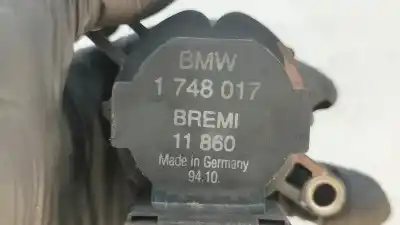 BMW
1 748 017
BREMI
11 860
Made in Germany
94.10.